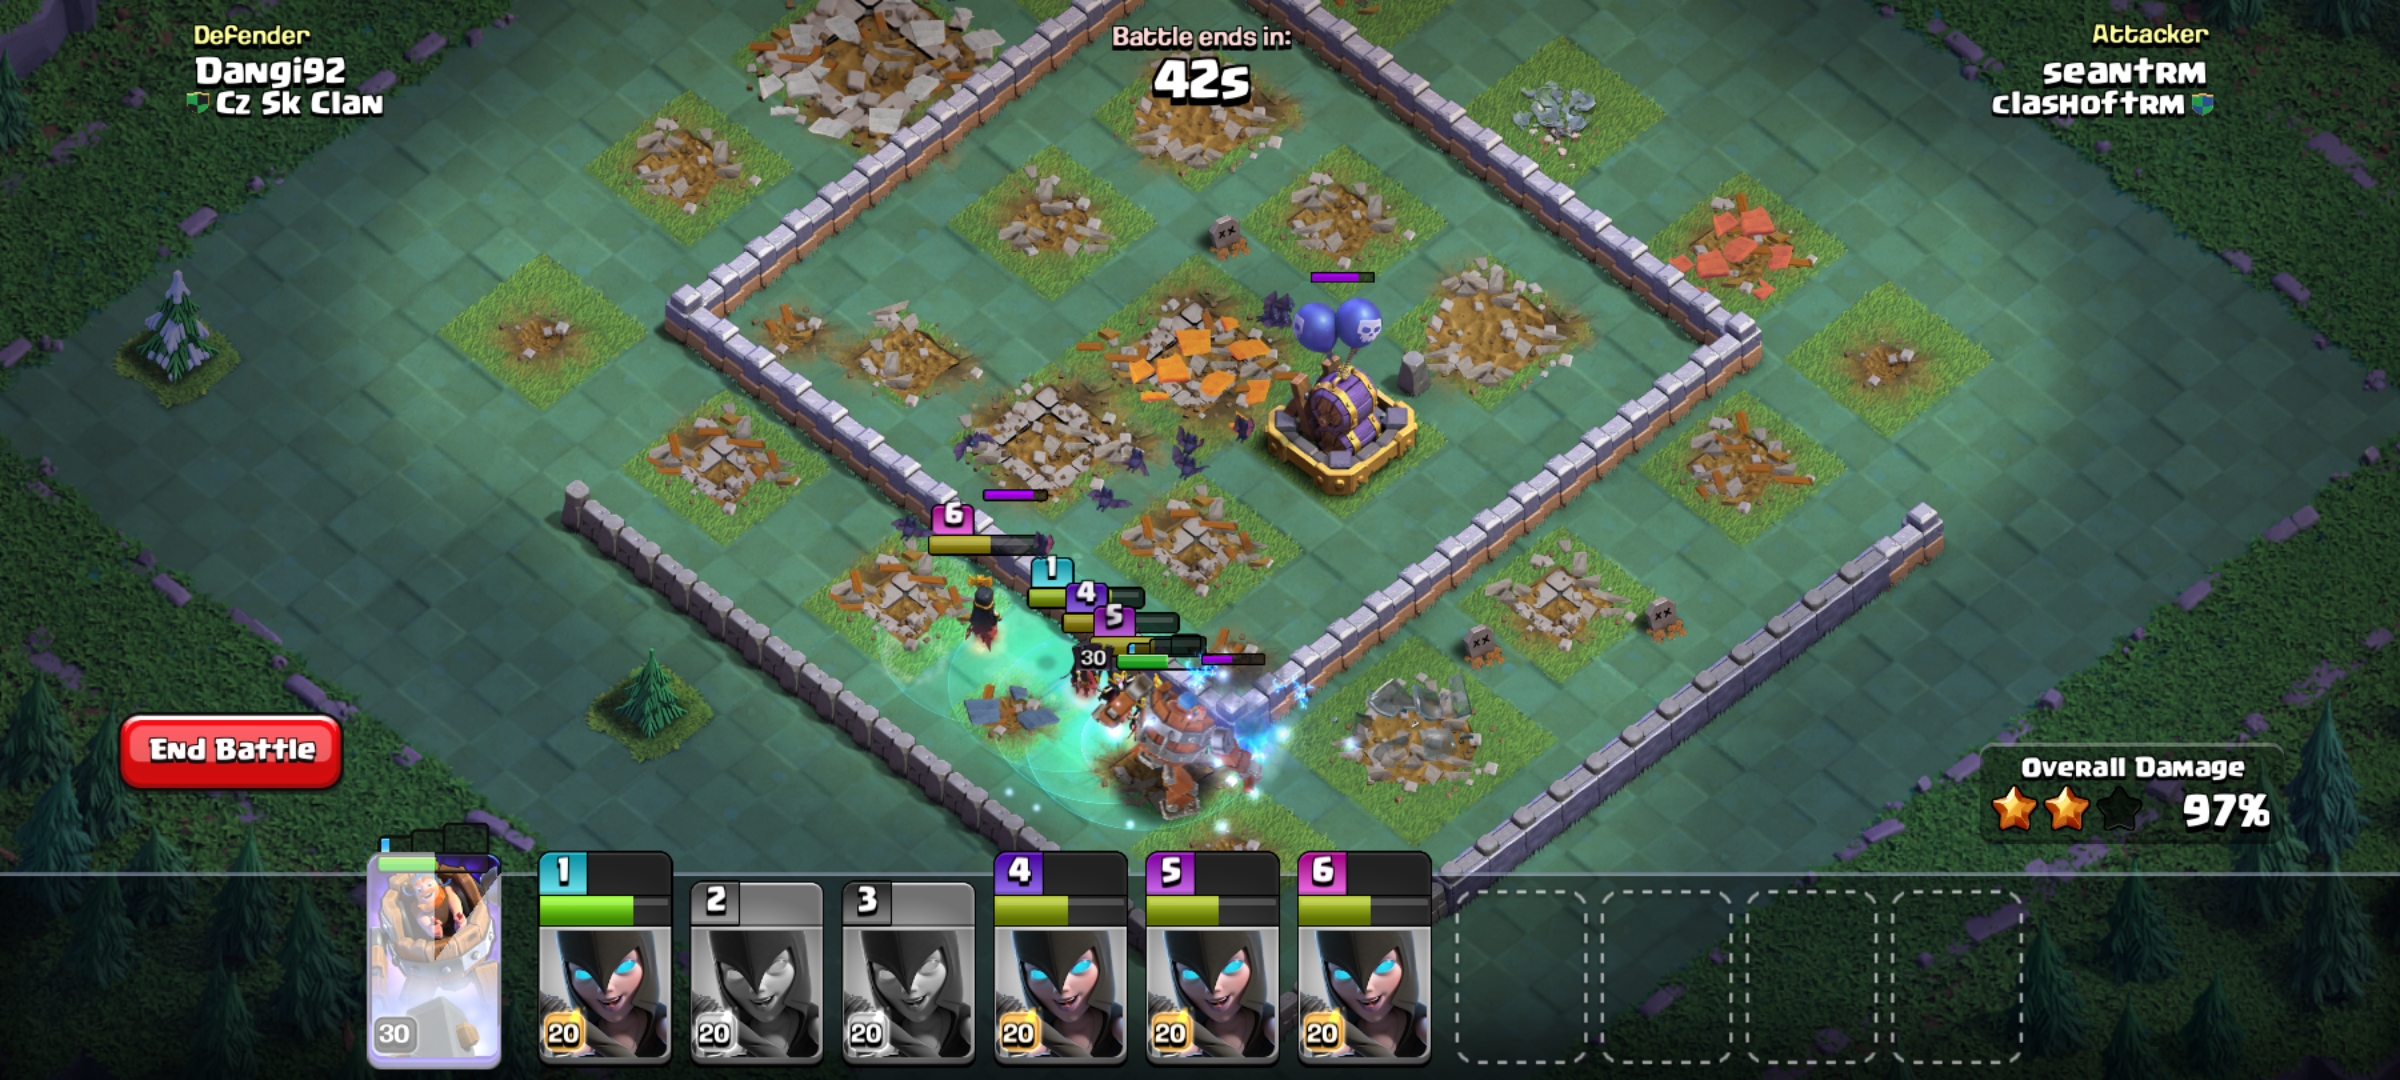 Defender
Dangi92
Cz Sk Clan
Battle ends in:
42s
Attacker
seantRM
clashoftRM
6
1
4
5
30
End Battle
Overall Damage
97%
1
2
3
4
5
6
30
20
20
20
20
20
20